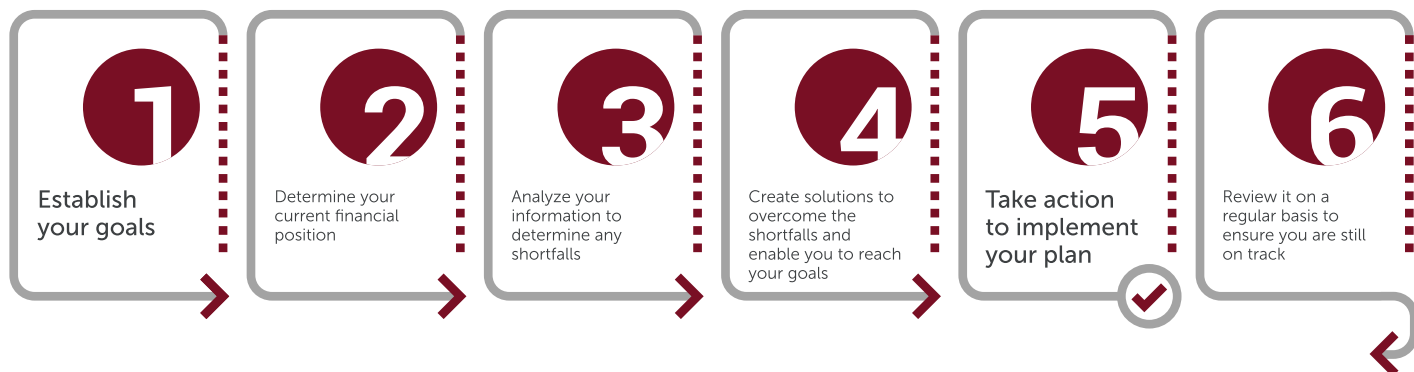 1
Establish
your goals
2
Determine your
current financial
position
3
Analyze your
information to
determine any
shortfalls
4
Create solutions to
overcome the
shortfalls and
enable you to reach
your goals
5
Take action
to implement
your plan
6
Review it on a
regular basis to
ensure you are still
on track